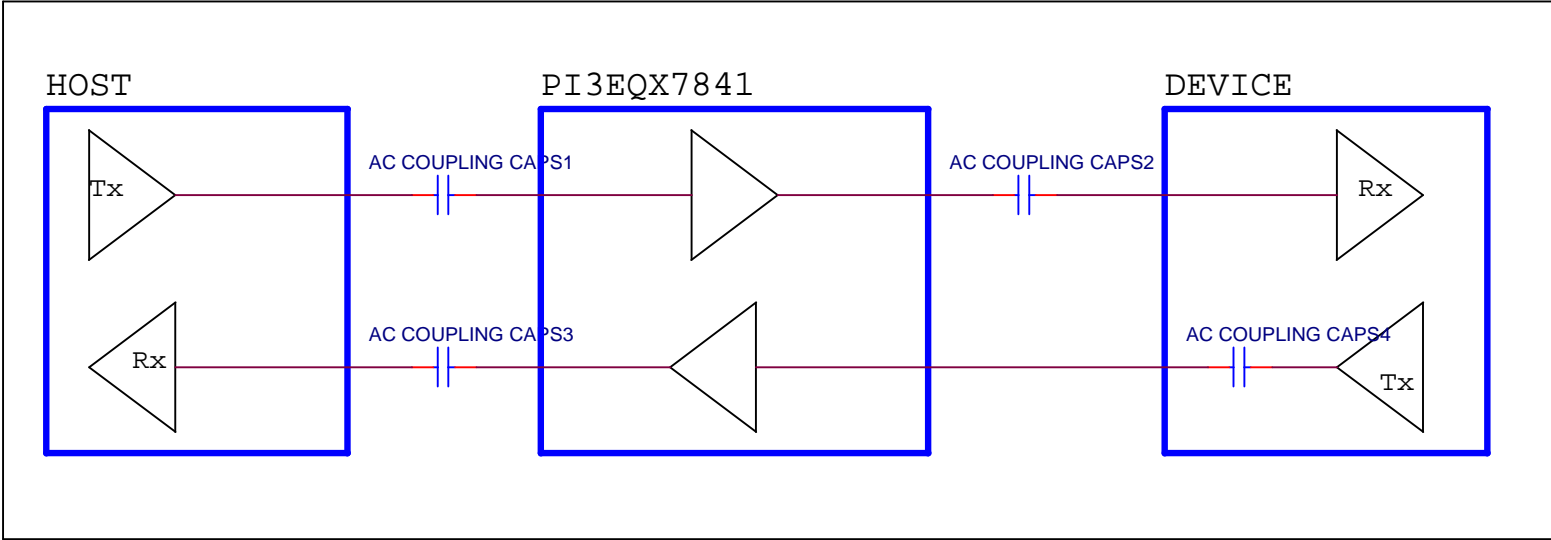 HOST
PI3EQX7841
DEVICE
AC COUPLING CAPS1
AC COUPLING CAPS2
Tx
Rx
AC COUPLING CAPS3
AC COUPLING CAPS4
Rx
Tx